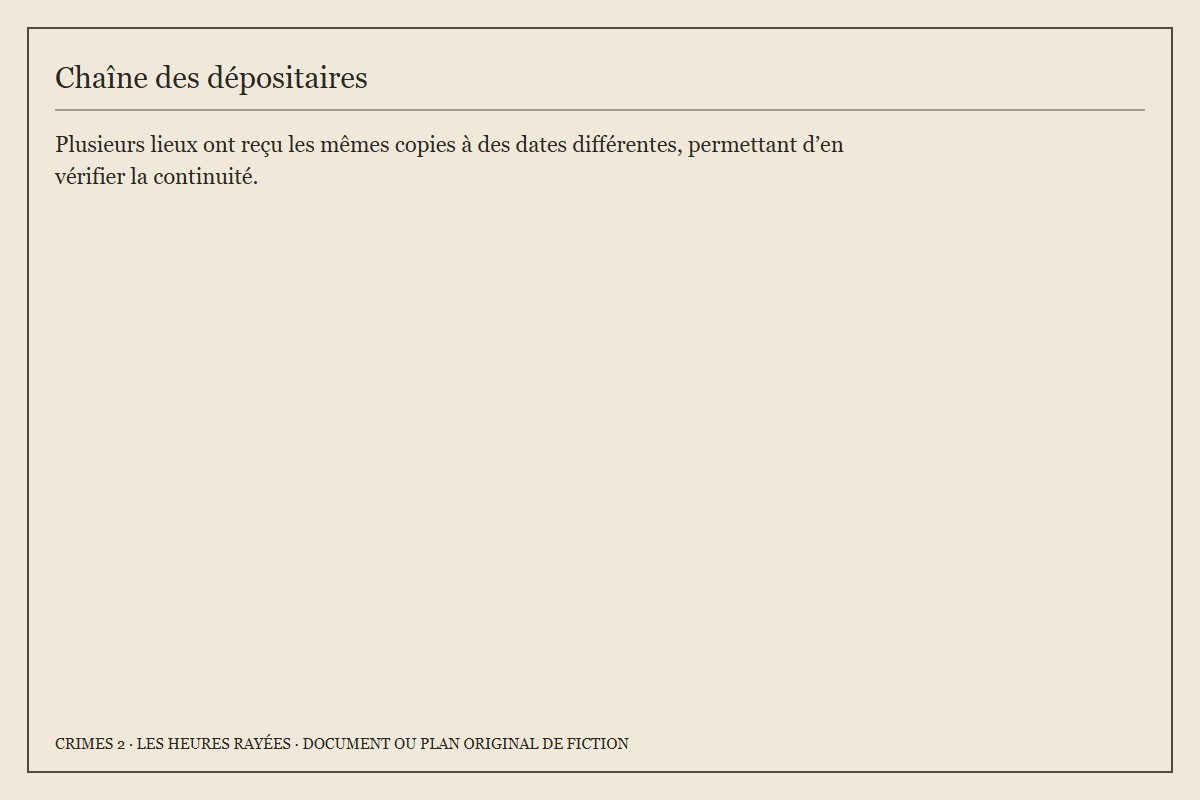 Chaîne des dépositaires
Plusieurs lieux ont reçu les mêmes copies à des dates différentes, permettant d’en
vérifier la continuité.
CRIMES 2 · LES HEURES RAYÉES · DOCUMENT OU PLAN ORIGINAL DE FICTION